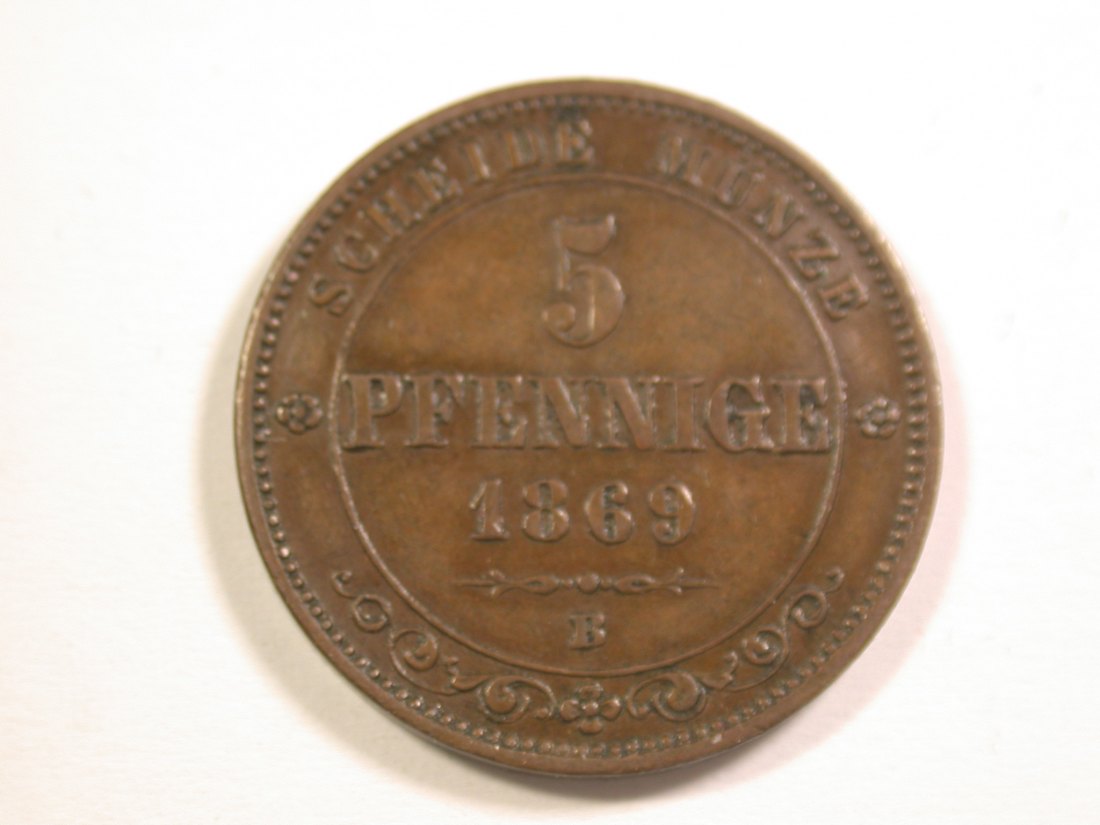 SCHEIDE MÜNZE
5
PFENNIGE
1869
B